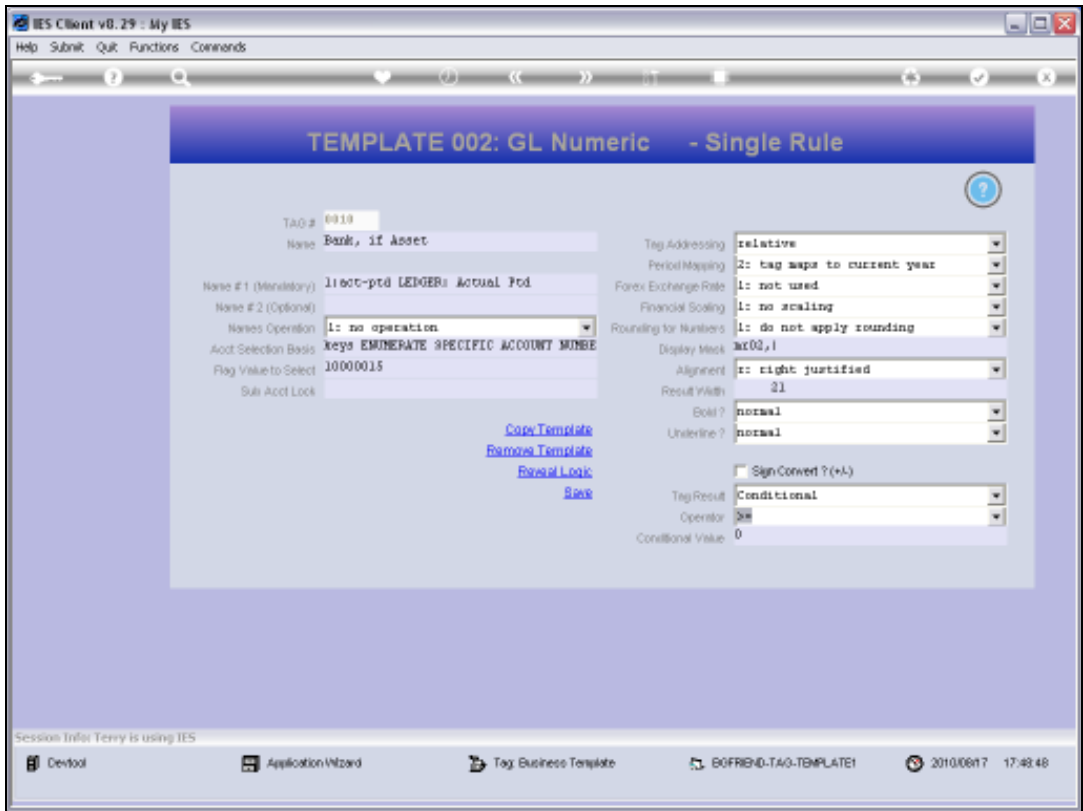 IES Client v8.29 : My IES
Help Submit Quit Functions Commands
TEMPLATE 002: GL Numeric - Single Rule
TAG # 0010
Name Bank, if Asset
Name # 1 (Mandatory) 1:act-ptd LEDGER: Actual Ptd
Name # 2 (Optional)
Names Operation 1: no operation
Acct Selection Basis keys ENUMERATE SPECIFIC ACCOUNT NUMBE
Flag Value to Select 10000015
Sub Acct Lock
Copy Template
Remove Template
Reveal Logic
Save
Tag Addressing relative
Period Mapping 2: tag maps to current year
Forex Exchange Rate 1: not used
Financial Scaling 1: no scaling
Rounding for Numbers 1: do not apply rounding
Display Mask mr02,|
Alignment r: right justified
Result Width 21
Bold ? normal
Underline ? normal
Sign Convert ? (+/-)
Tag Result Conditional
Operator >=
Conditional Value 0
Session Info: Terry is using IES
Devtool Application Wizard Tag: Business Template BGFRIEND-TAG-TEMPLATE1 2010/08/17 17:48:48